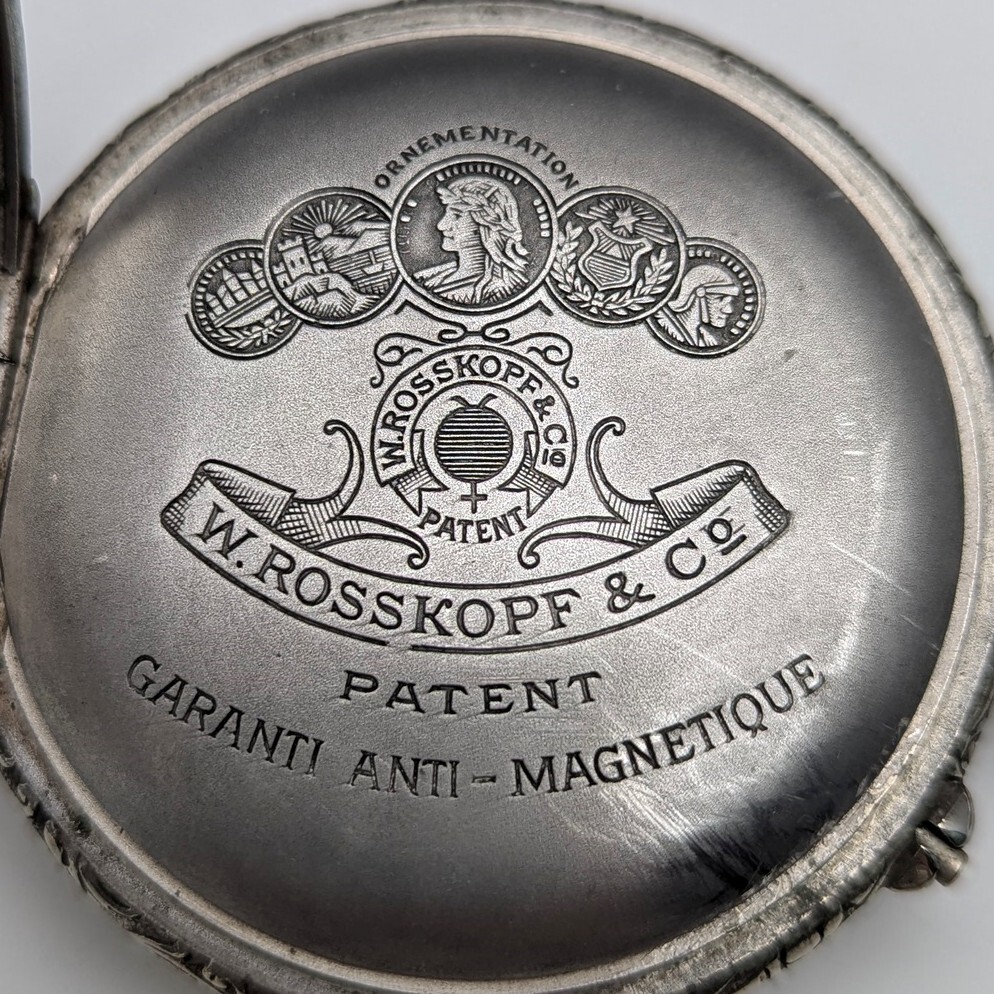 ORNEMENTATION
W. ROSSKOPF & Cie
PATENT
W. ROSSKOPF & Co
PATENT
GARANTI ANTI-MAGNETIQUE